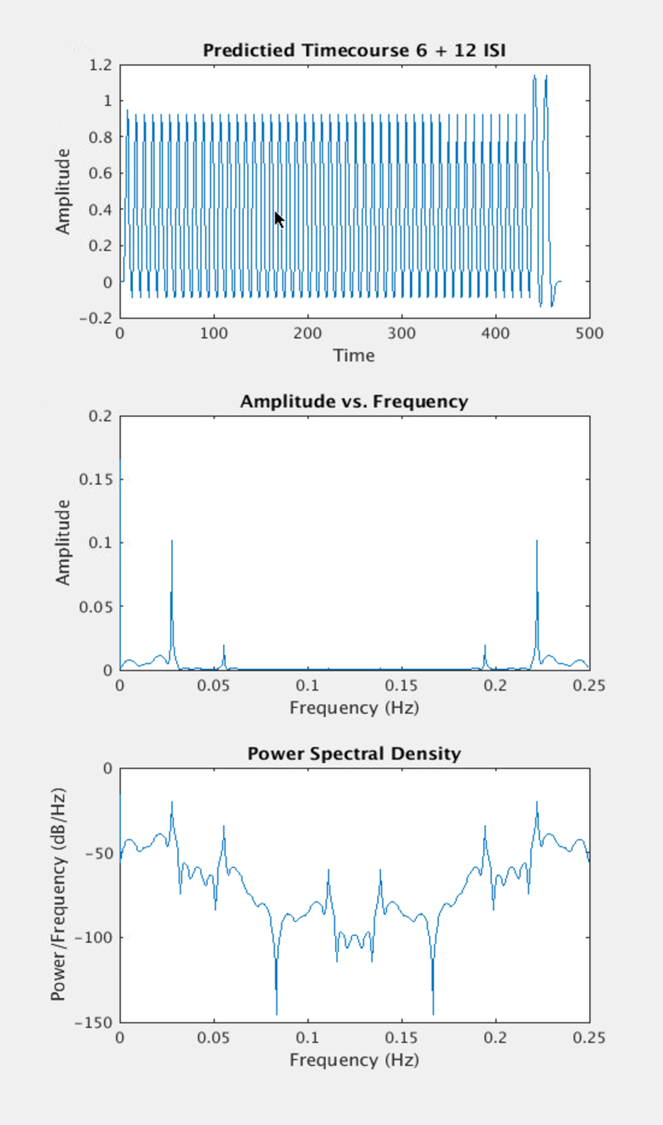 Predictied Timecourse 6 + 12 ISI
1.2
1
0.8
0.6
0.4
0.2
0
−0.2
Amplitude
0 100 200 300 400 500
Time
Amplitude vs. Frequency
0.2
0.15
0.1
0.05
0
Amplitude
0 0.05 0.1 0.15 0.2 0.25
Frequency (Hz)
Power Spectral Density
0
−50
−100
−150
Power/Frequency (dB/Hz)
0 0.05 0.1 0.15 0.2 0.25
Frequency (Hz)